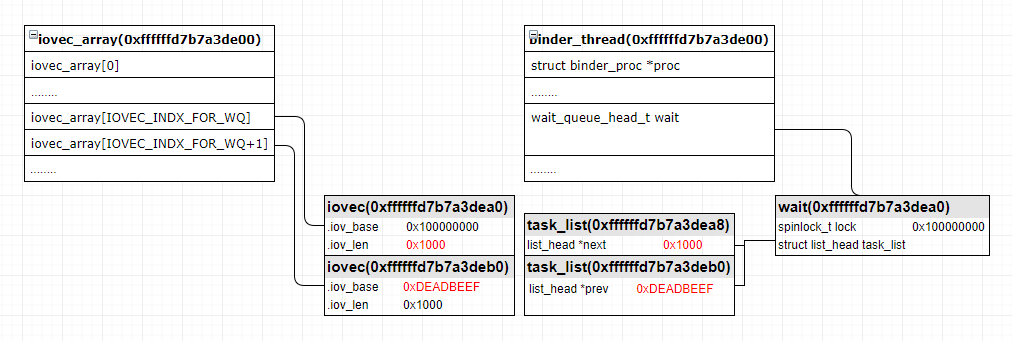 iovec_array(0xffffffd7b7a3de00)
iovec_array[0]
........
iovec_array[IOVEC_INDX_FOR_WQ]
iovec_array[IOVEC_INDX_FOR_WQ+1]
........
binder_thread(0xffffffd7b7a3de00)
struct binder_proc *proc
........
wait_queue_head_t wait
........
iovec(0xffffffd7b7a3dea0)
.iov_base 0x100000000
.iov_len 0x1000
iovec(0xffffffd7b7a3deb0)
.iov_base 0xDEADBEEF
.iov_len 0x1000
task_list(0xffffffd7b7a3dea8)
list_head *next 0x1000
task_list(0xffffffd7b7a3deb0)
list_head *prev 0xDEADBEEF
wait(0xffffffd7b7a3dea0)
spinlock_t lock 0x100000000
struct list_head task_list